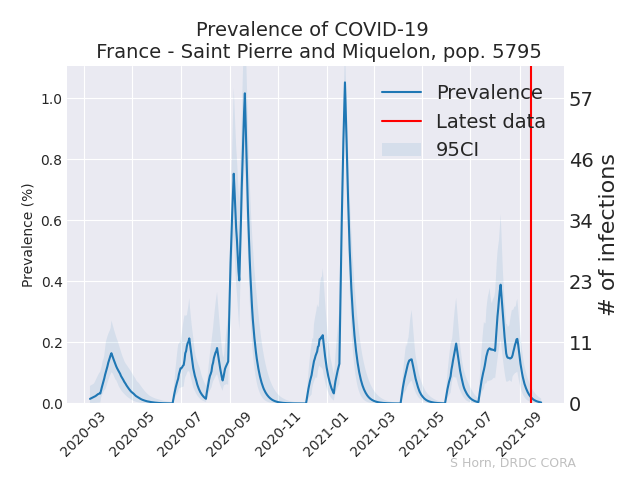 Prevalence of COVID-19
France - Saint Pierre and Miquelon, pop. 5795
Prevalence (%)
1.0
0.8
0.6
0.4
0.2
0.0
Prevalence
Latest data
95CI
57
46
34
23
11
0
# of infections
2020-03
2020-05
2020-07
2020-09
2020-11
2021-01
2021-03
2021-05
2021-07
2021-09
S Horn, DRDC CORA